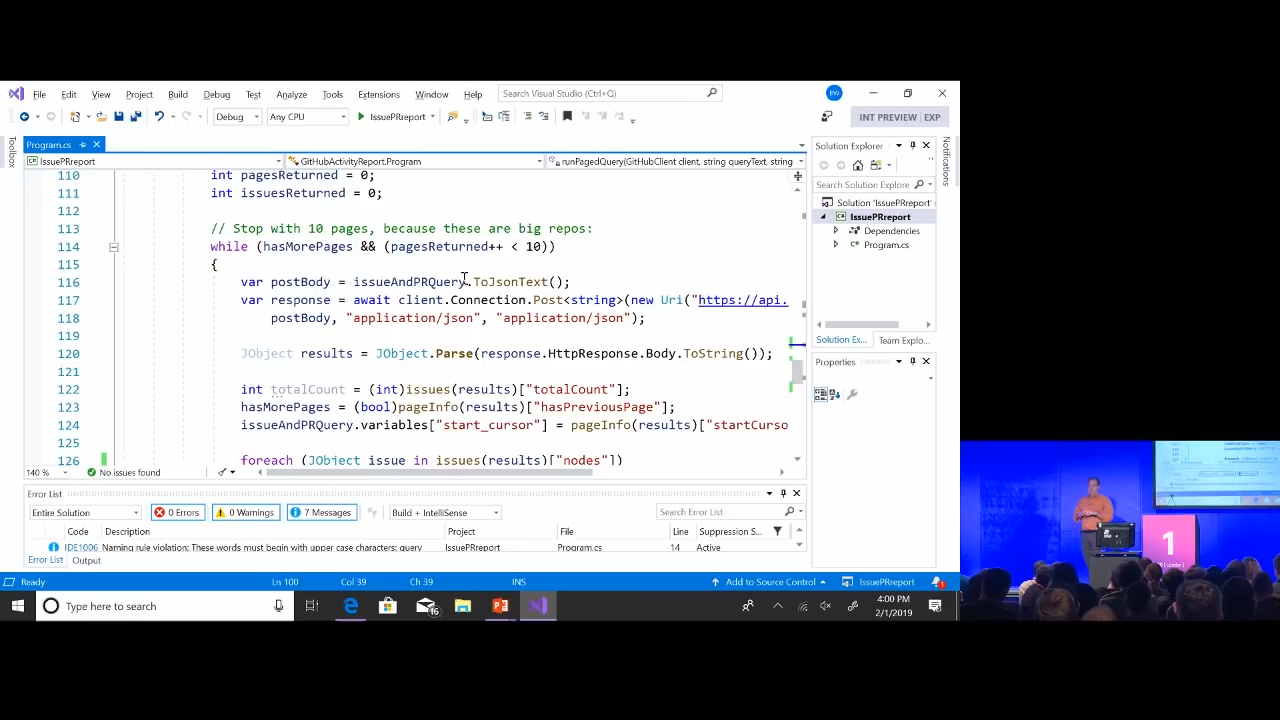 File Edit View Project Build Debug Test Analyze Tools Extensions Window Help Search Visual Studio (Ctrl+Q) BW
Debug Any CPU IssuePRreport INT PREVIEW EXP
Toolbox
Program.cs
IssuePRreport GitHubActivityReport.Program runPagedQuery(GitHubClient client, string queryText, string
110 int pagesReturned = 0;
111 int issuesReturned = 0;
112
113 // Stop with 10 pages, because these are big repos:
114 while (hasMorePages && (pagesReturned++ < 10))
115 {
116 var postBody = issueAndPRQuery.ToJsonText();
117 var response = await client.Connection.Post<string>(new Uri("https://api.
118 postBody, "application/json", "application/json");
119
120 JObject results = JObject.Parse(response.HttpResponse.Body.ToString());
121
122 int totalCount = (int)issues(results)["totalCount"];
123 hasMorePages = (bool)pageInfo(results)["hasPreviousPage"];
124 issueAndPRQuery.variables["start_cursor"] = pageInfo(results)["startCurso
125
126 foreach (JObject issue in issues(results)["nodes"])
140 % No issues found
Solution Explorer
Search Solution Explore
Solution 'IssuePRreport'
IssuePRreport
Dependencies
Program.cs
Solution Ex... Team Explo...
Properties
Notifications
Error List
Entire Solution 0 Errors 0 Warnings 7 Messages Build + IntelliSense Search Error List
Code Description Project File Line Suppression S...
IDE1006 Naming rule violation: These words must begin with upper case characters: query IssuePRreport Program.cs 14 Active
Error List Output
Ready Ln 100 Col 39 Ch 39 INS Add to Source Control IssuePRreport 1
Type here to search 16 4:00 PM
2/1/2019
1